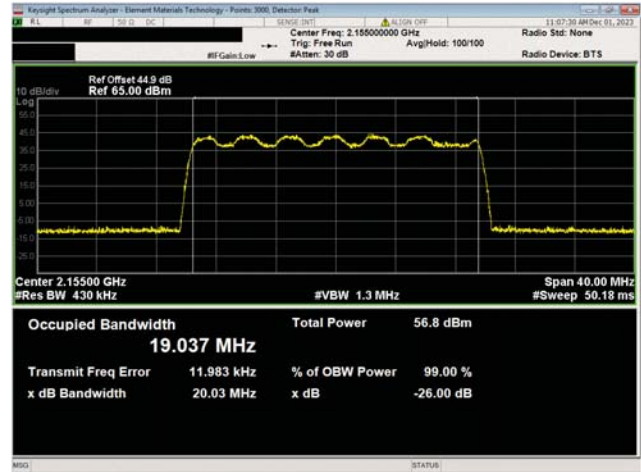 Keysight Spectrum Analyzer - Element Materials Technology - Points: 3000, Detector: Peak
RL RF 50 Ω DC SENSE:INT ALIGN OFF 11:07:30 AM Dec 01, 2023
Center Freq: 2.155000000 GHz Radio Std: None
Trig: Free Run Avg|Hold: 100/100
#IFGain:Low #Atten: 30 dB Radio Device: BTS
Ref Offset 44.9 dB
10 dB/div Ref 65.00 dBm
Log
55.0
45.0
35.0
25.0
15.0
5.00
-5.00
-15.0
-25.0
Center 2.15500 GHz Span 40.00 MHz
#Res BW 430 kHz #VBW 1.3 MHz #Sweep 50.18 ms
Occupied Bandwidth Total Power 56.8 dBm
19.037 MHz
Transmit Freq Error 11.983 kHz % of OBW Power 99.00 %
x dB Bandwidth 20.03 MHz x dB -26.00 dB
MSG STATUS